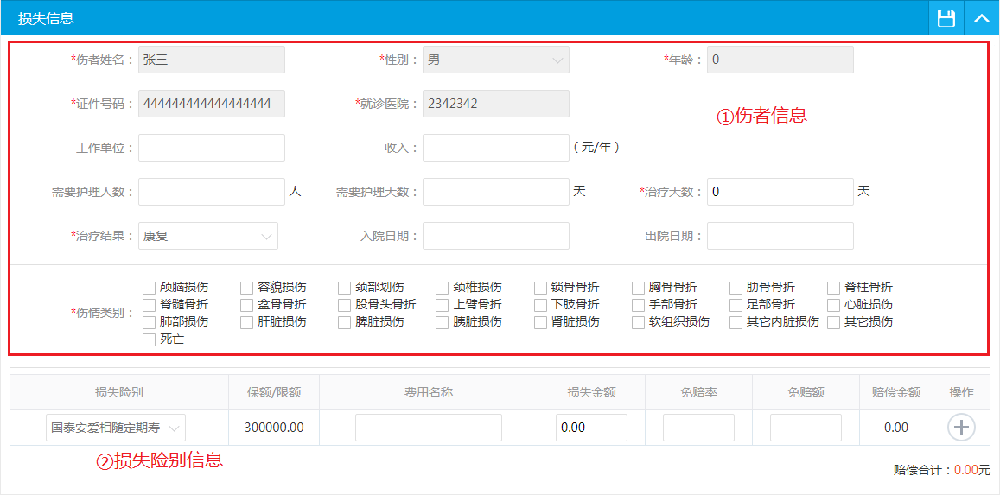 损失信息
*伤者姓名： 张三 *性别： 男 *年龄： 0
*证件号码： 444444444444444444 *就诊医院： 2342342
①伤者信息
工作单位： 收入： （元/年）
需要护理人数： 人 需要护理天数： 天 *治疗天数： 0 天
*治疗结果： 康复 入院日期： 出院日期：
颅脑损伤 容貌损伤 颈部划伤 颈椎损伤 锁骨骨折 胸骨骨折 肋骨骨折 脊柱骨折
*伤情类别： 脊髓骨折 盆骨骨折 股骨头骨折 上臂骨折 下肢骨折 手部骨折 足部骨折 心脏损伤
肺部损伤 肝脏损伤 脾脏损伤 胰脏损伤 肾脏损伤 软组织损伤 其它内脏损伤 其它损伤
死亡
损失险别 保额/限额 费用名称 损失金额 免赔率 免赔额 赔偿金额 操作
国泰安爱相随定期寿 300000.00 0.00 0.00
②损失险别信息
赔偿合计：0.00元